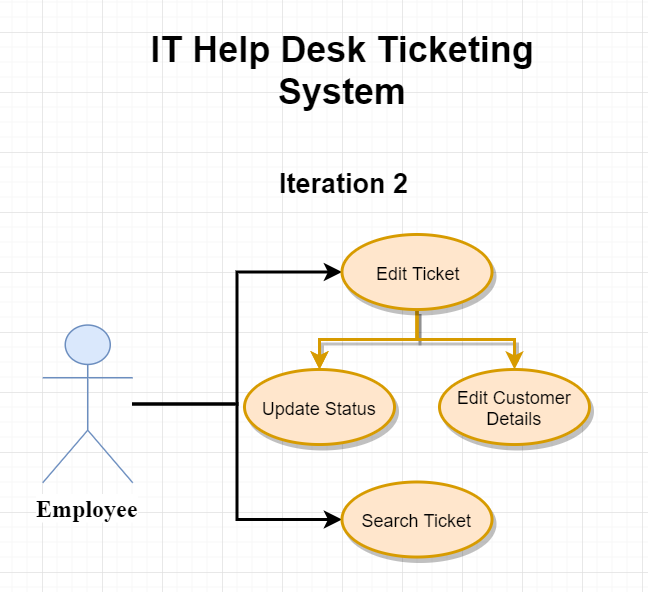 IT Help Desk Ticketing
System
Iteration 2
Edit Ticket
Update Status
Edit Customer
Details
Employee
Search Ticket